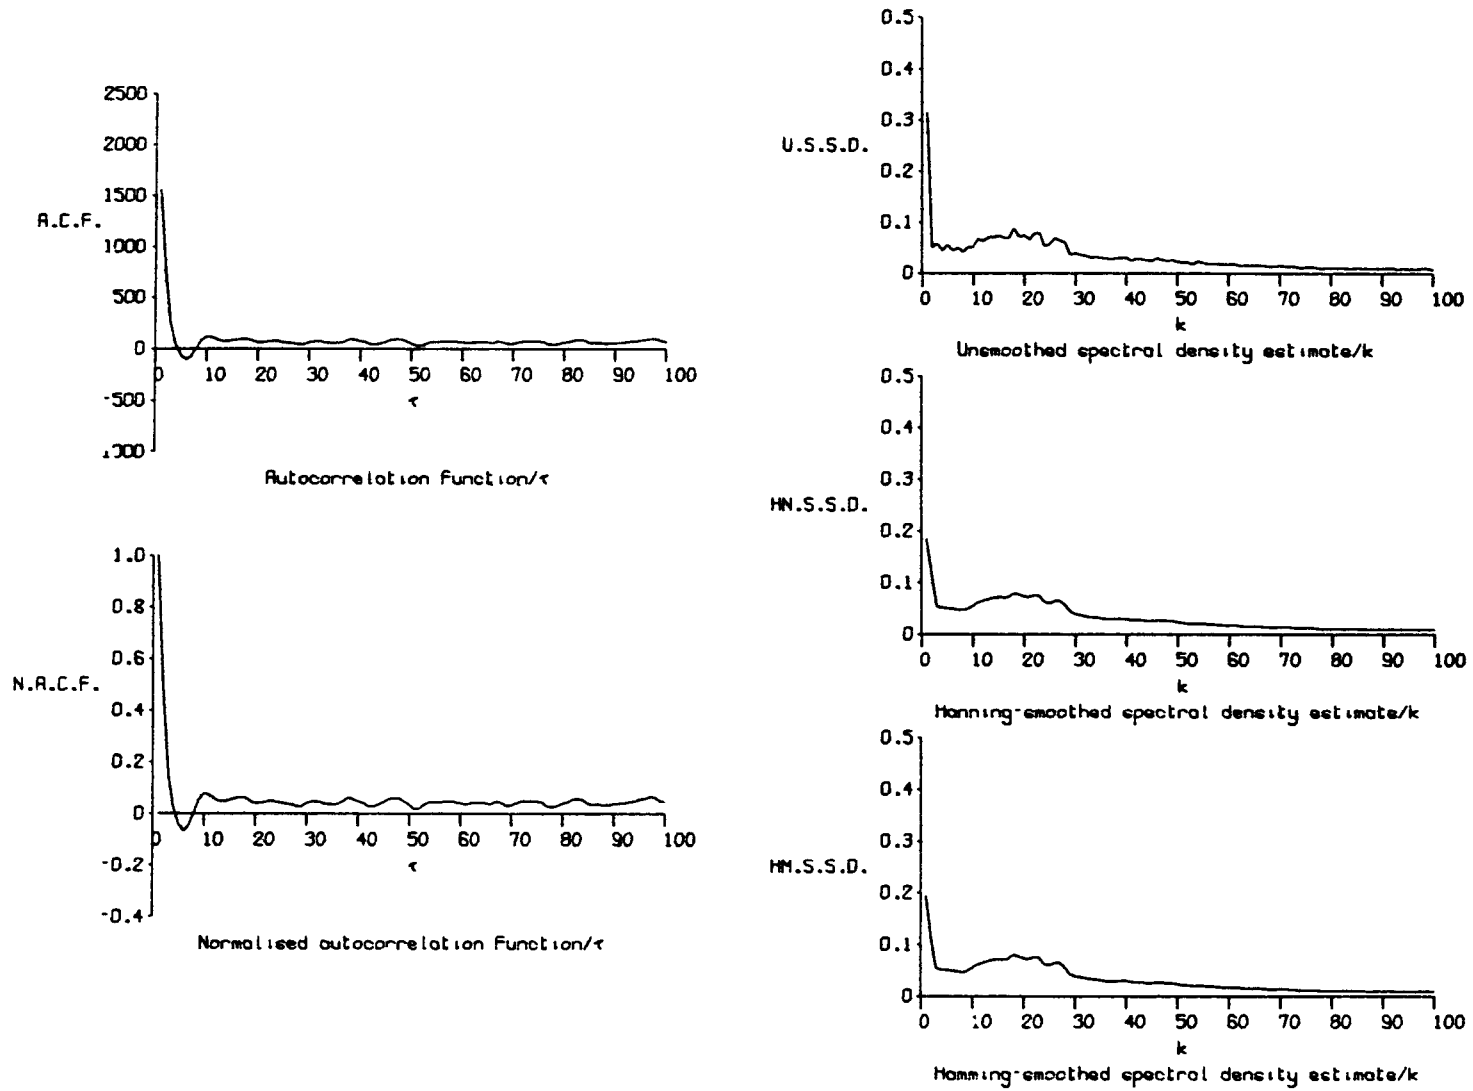 2500
2000
1500
1000
500
0
-500
A.C.F.
0 10 20 30 40 50 60 70 80 90 100
τ
Autocorrelation function/τ
1.0
0.8
0.6
0.4
0.2
0
-0.2
-0.4
N.A.C.F.
0 10 20 30 40 50 60 70 80 90 100
τ
Normalised autocorrelation function/τ
0.5
0.4
0.3
0.2
0.1
0
U.S.S.D.
0 10 20 30 40 50 60 70 80 90 100
k
Unsmoothed spectral density estimate/k
0.5
0.4
0.3
0.2
0.1
0
HN.S.S.D.
0 10 20 30 40 50 60 70 80 90 100
k
Hanning-smoothed spectral density estimate/k
0.5
0.4
0.3
0.2
0.1
0
HM.S.S.D.
0 10 20 30 40 50 60 70 80 90 100
k
Hamming-smoothed spectral density estimate/k